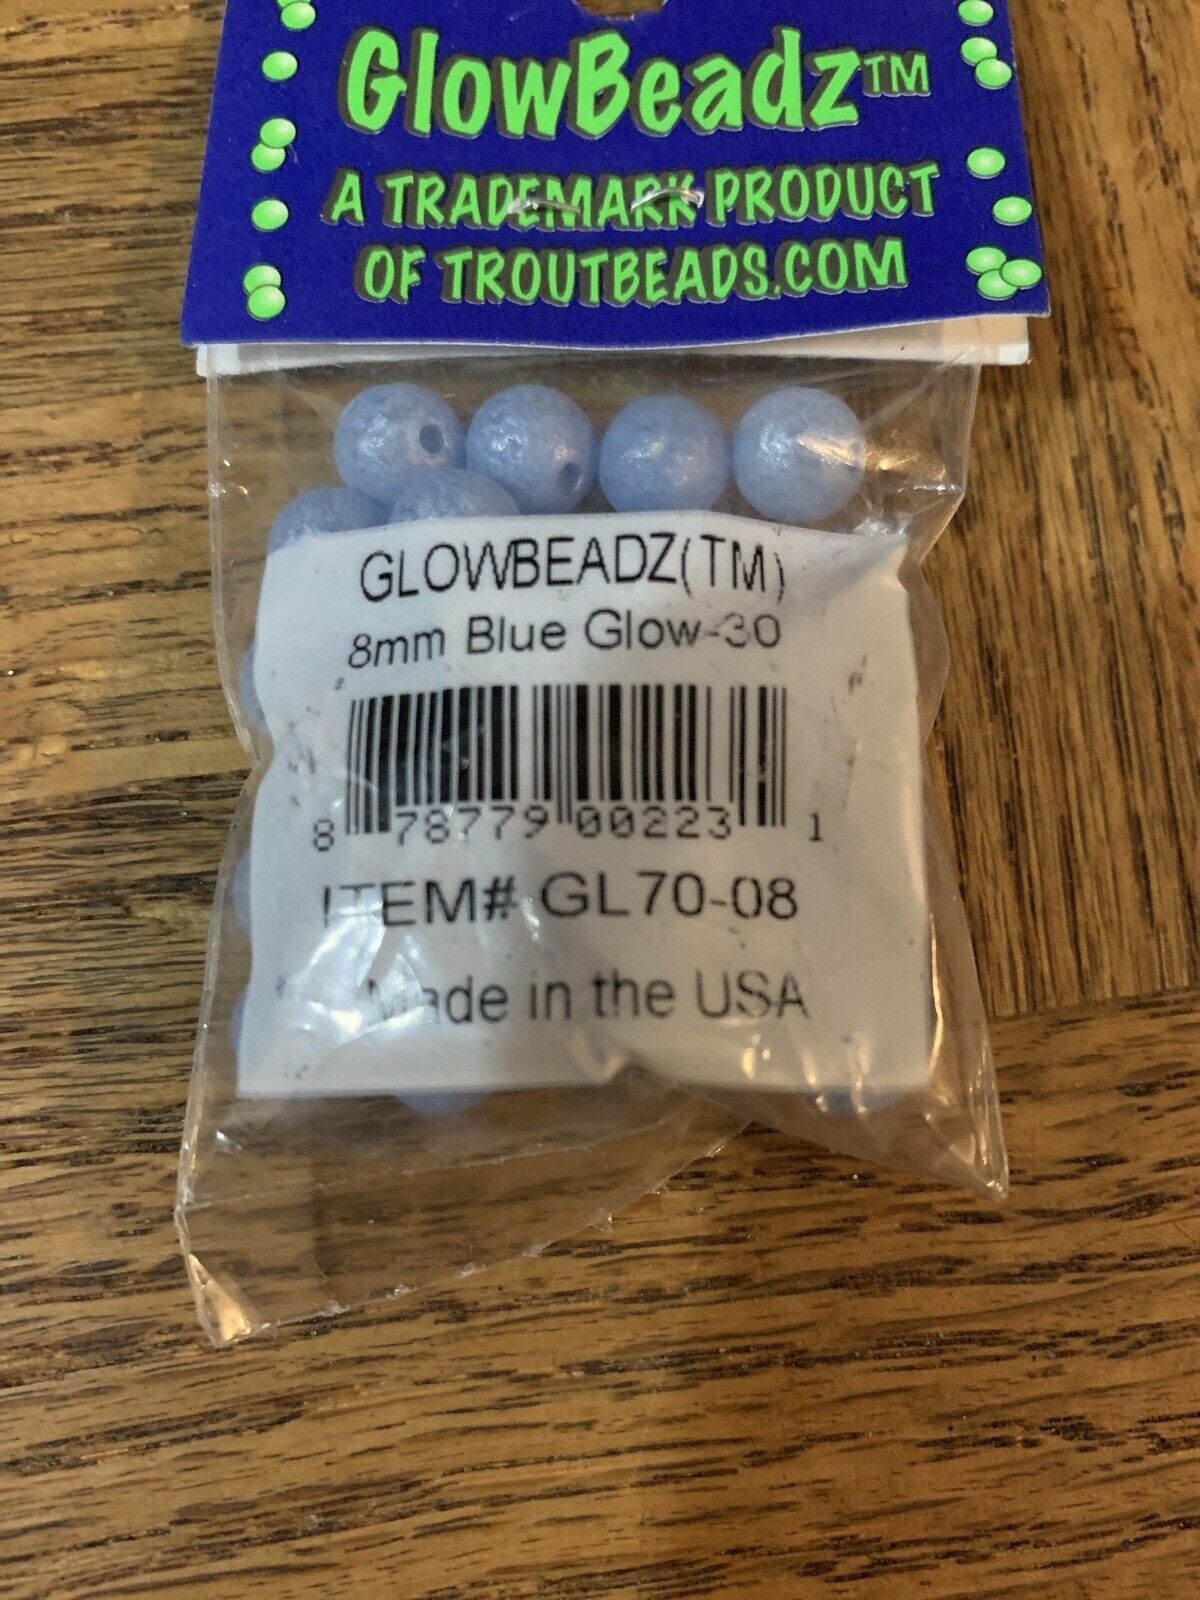 GlowBeadz™
A TRADEMARK PRODUCT
OF TROUTBEADS.COM
GLOWBEADZ(TM)
8mm Blue Glow-30
8 78779 00223 1
ITEM# GL70-08
Made in the USA